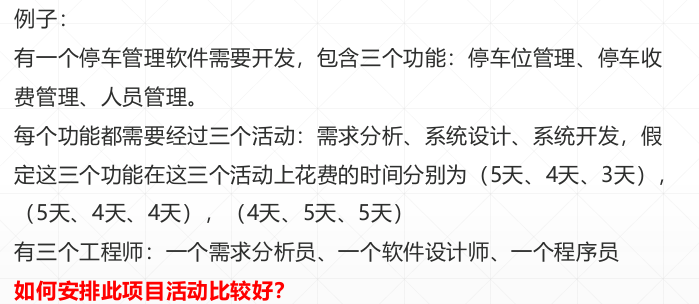 例子：
有一个停车管理软件需要开发，包含三个功能：停车位管理、停车收
费管理、人员管理。
每个功能都需要经过三个活动：需求分析、系统设计、系统开发，假
定这三个功能在这三个活动上花费的时间分别为（5天、4天、3天），
（5天、4天、4天），（4天、5天、5天）
有三个工程师：一个需求分析员、一个软件设计师、一个程序员
如何安排此项目活动比较好？